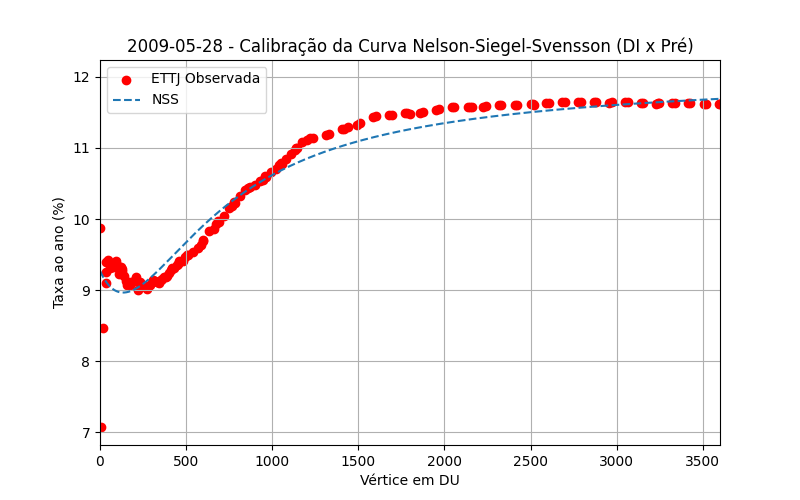 2009-05-28 - Calibração da Curva Nelson-Siegel-Svensson (DI x Pré)
ETTJ Observada
NSS
Taxa ao ano (%)
12
11
10
9
8
7
0 500 1000 1500 2000 2500 3000 3500
Vértice em DU